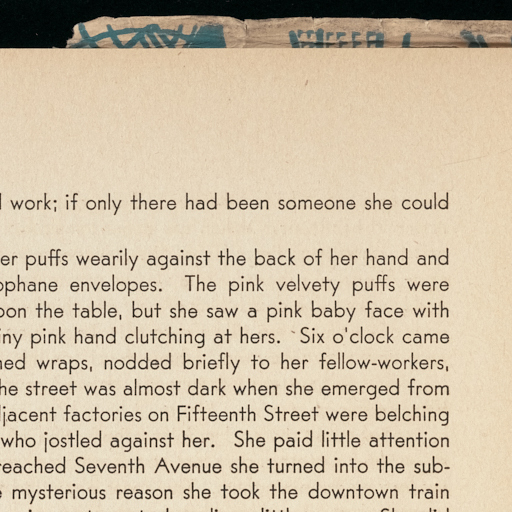 work; if only there had been someone she could
er puffs wearily against the back of her hand and
ophane envelopes. The pink velvety puffs were
pon the table, but she saw a pink baby face with
iny pink hand clutching at hers. Six o'clock came
ned wraps, nodded briefly to her fellow-workers,
he street was almost dark when she emerged from
ljacent factories on Fifteenth Street were belching
who jostled against her. She paid little attention
reached Seventh Avenue she turned into the sub-
mysterious reason she took the downtown train